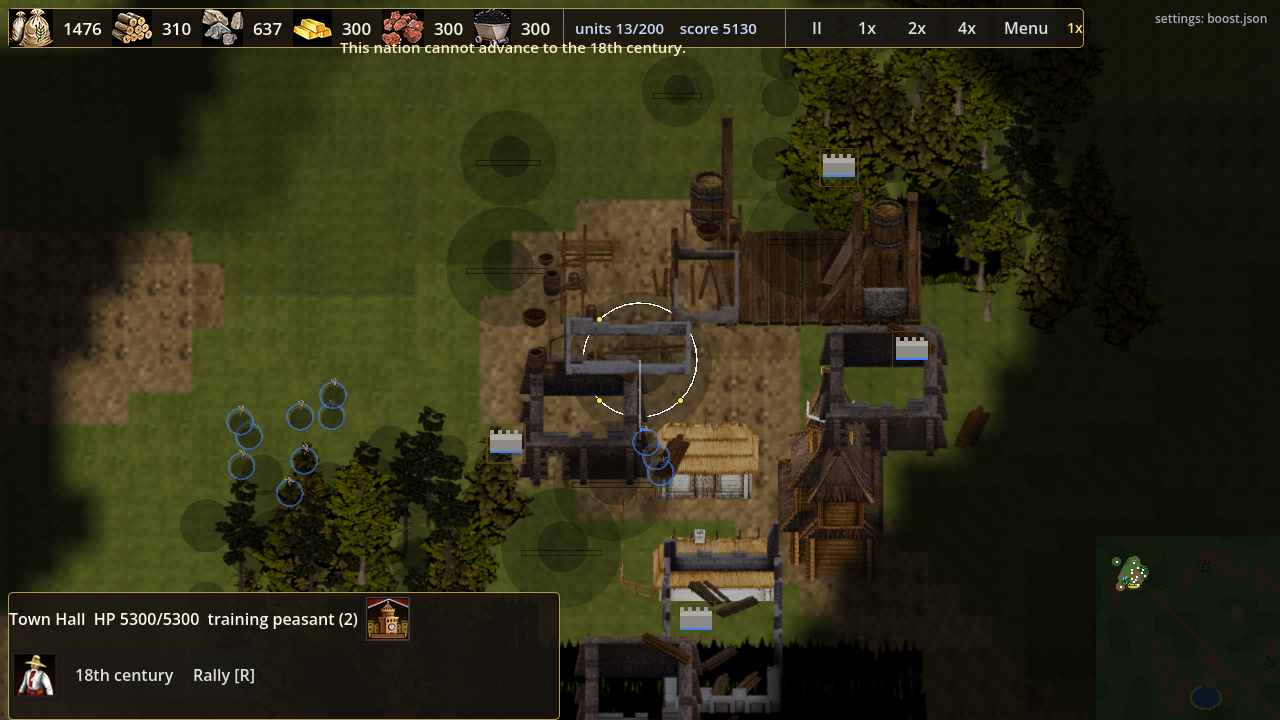 1476 310 637 300 300 300 units 13/200 score 5130 II 1x 2x 4x Menu 1x
settings: boost.json
This nation cannot advance to the 18th century.
Town Hall HP 5300/5300 training peasant (2)
18th century Rally [R]